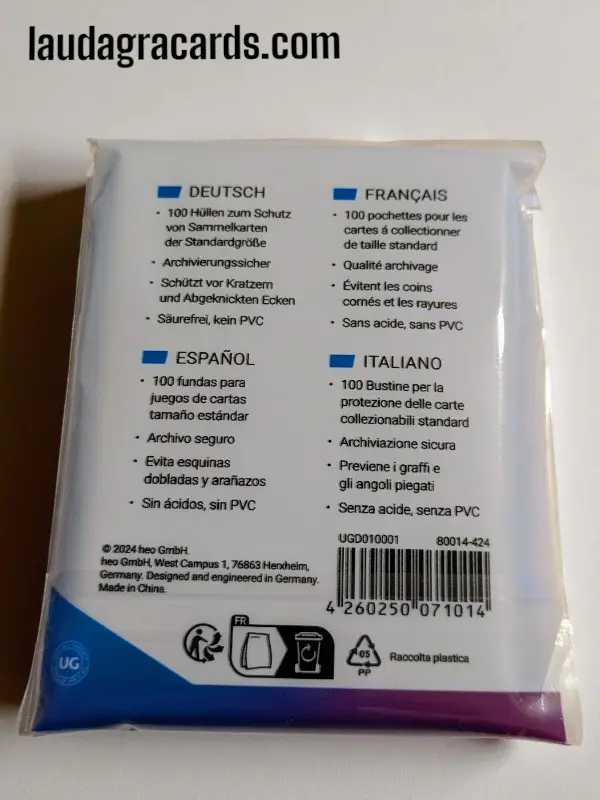 laudagracards.com
DEUTSCH
· 100 Hüllen zum Schutz
von Sammelkarten
der Standardgröße
· Archivierungssicher
· Schützt vor Kratzern
und Abgeknickten Ecken
· Säurefrei, kein PVC
FRANÇAIS
· 100 pochettes pour les
cartes á collectionner
de taille standard
· Qualité archivage
· Évitent les coins
cornés et les rayures
· Sans acide, sans PVC
ESPAÑOL
· 100 fundas para
juegos de cartas
tamaño estándar
· Archivo seguro
· Evita esquinas
dobladas y arañazos
· Sin ácidos, sin PVC
ITALIANO
· 100 Bustine per la
protezione delle carte
collezionabili standard
· Archiviazione sicura
· Previene i graffi e
gli angoli piegati
· Senza acide, senza PVC
© 2024 heo GmbH.
heo GmbH, West Campus 1, 76863 Herxheim,
Germany. Designed and engineered in Germany.
Made in China.
UGD010001 80014-424
4 260250 071014
FR
05
PP
Raccolta plastica
UG